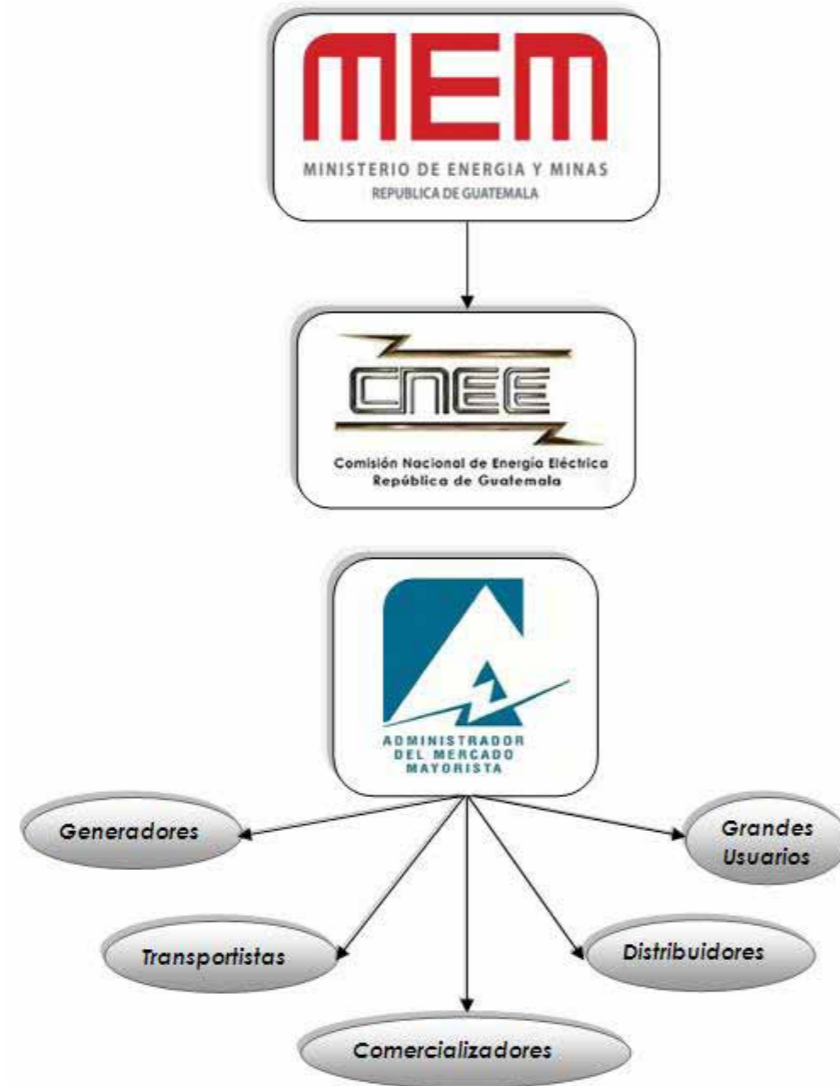 MEM
MINISTERIO DE ENERGIA Y MINAS
REPUBLICA DE GUATEMALA
CNEE
Comisión Nacional de Energía Eléctrica
República de Guatemala
ADMINISTRADOR
DEL MERCADO
MAYORISTA
Generadores
Grandes
Usuarios
Transportistas
Distribuidores
Comercializadores